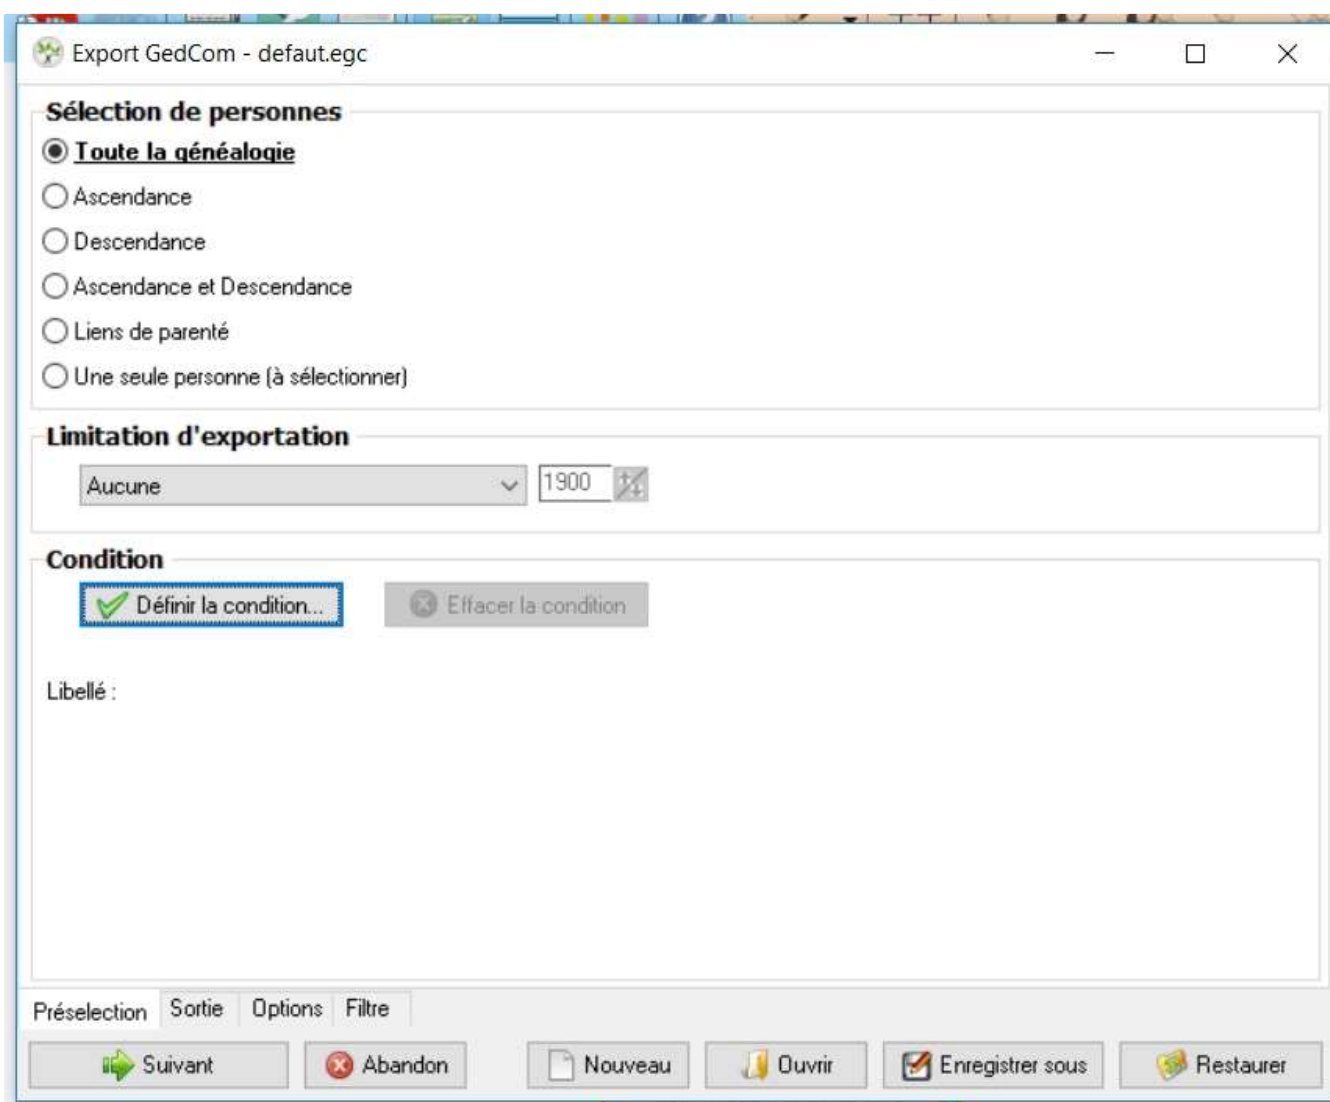 Export GedCom - defaut.egc
Sélection de personnes
Toute la généalogie
Ascendance
Descendance
Ascendance et Descendance
Liens de parenté
Une seule personne (à sélectionner)
Limitation d'exportation
Aucune 1900
Condition
Définir la condition... Effacer la condition
Libellé :
Préselection Sortie Options Filtre
Suivant Abandon Nouveau Ouvrir Enregistrer sous Restaurer